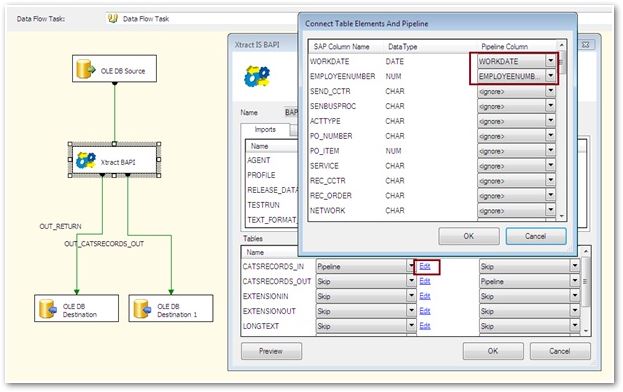 Data Flow Task:
Data Flow Task
OLE DB Source
Xtract BAPI
OUT_RETURN
OUT_CATSRECORDS_OUT
OLE DB
Destination
OLE DB
Destination 1
Xtract IS BAPI
Name
BAP
Imports
Name
AGENT
PROFILE
RELEASE_DATA
TESTRUN
TEXT_FORMAT_
Connect Table Elements And Pipeline
SAP Column Name DataType Pipeline Column
WORKDATE DATE WORKDATE
EMPLOYEENUMBER NUM EMPLOYEENUMB...
SEND_CCTR CHAR <ignore>
SENBUSPROC CHAR <ignore>
ACTTYPE CHAR <ignore>
PO_NUMBER CHAR <ignore>
PO_ITEM NUM <ignore>
SERVICE CHAR <ignore>
REC_CCTR CHAR <ignore>
REC_ORDER CHAR <ignore>
NETWORK CHAR <ignore>
OK Cancel
Tables
Name
CATSRECORDS_IN Pipeline Edit Skip
CATSRECORDS_OUT Skip Edit Pipeline
EXTENSIONIN Skip Edit Skip
EXTENSIONOUT Skip Edit Skip
LONGTEXT Skip Edit Skip
Preview OK Cancel